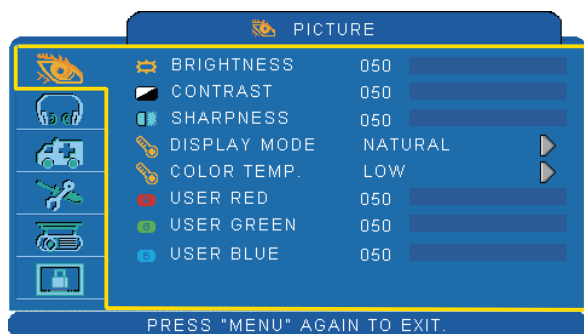 PICTURE
BRIGHTNESS 050
CONTRAST 050
SHARPNESS 050
DISPLAY MODE NATURAL
COLOR TEMP. LOW
USER RED 050
G USER GREEN 050
B USER BLUE 050
PRESS "MENU" AGAIN TO EXIT.